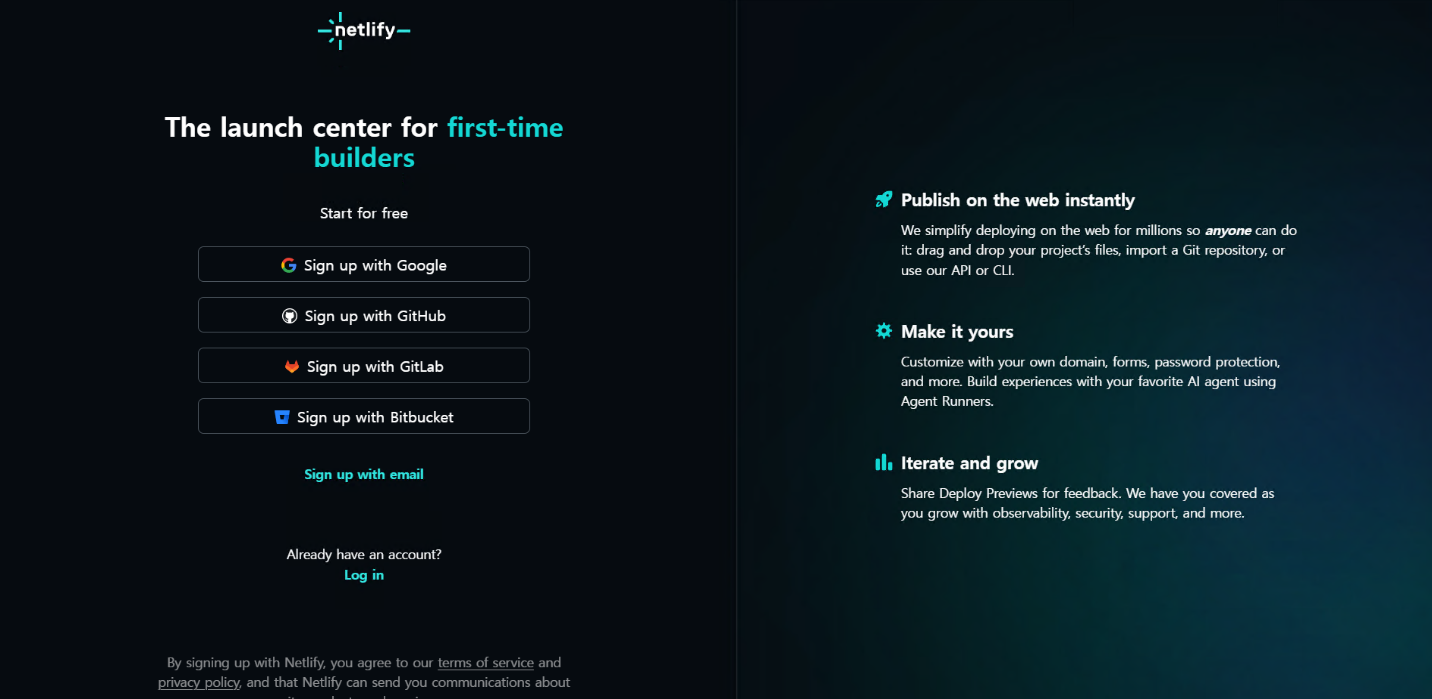 netlify
The launch center for first-time
builders
Start for free
Sign up with Google
Sign up with GitHub
Sign up with GitLab
Sign up with Bitbucket
Sign up with email
Already have an account?
Log in
By signing up with Netlify, you agree to our terms of service and
privacy policy, and that Netlify can send you communications about
Publish on the web instantly
We simplify deploying on the web for millions so anyone can do
it: drag and drop your project's files, import a Git repository, or
use our API or CLI.
Make it yours
Customize with your own domain, forms, password protection,
and more. Build experiences with your favorite AI agent using
Agent Runners.
Iterate and grow
Share Deploy Previews for feedback. We have you covered as
you grow with observability, security, support, and more.